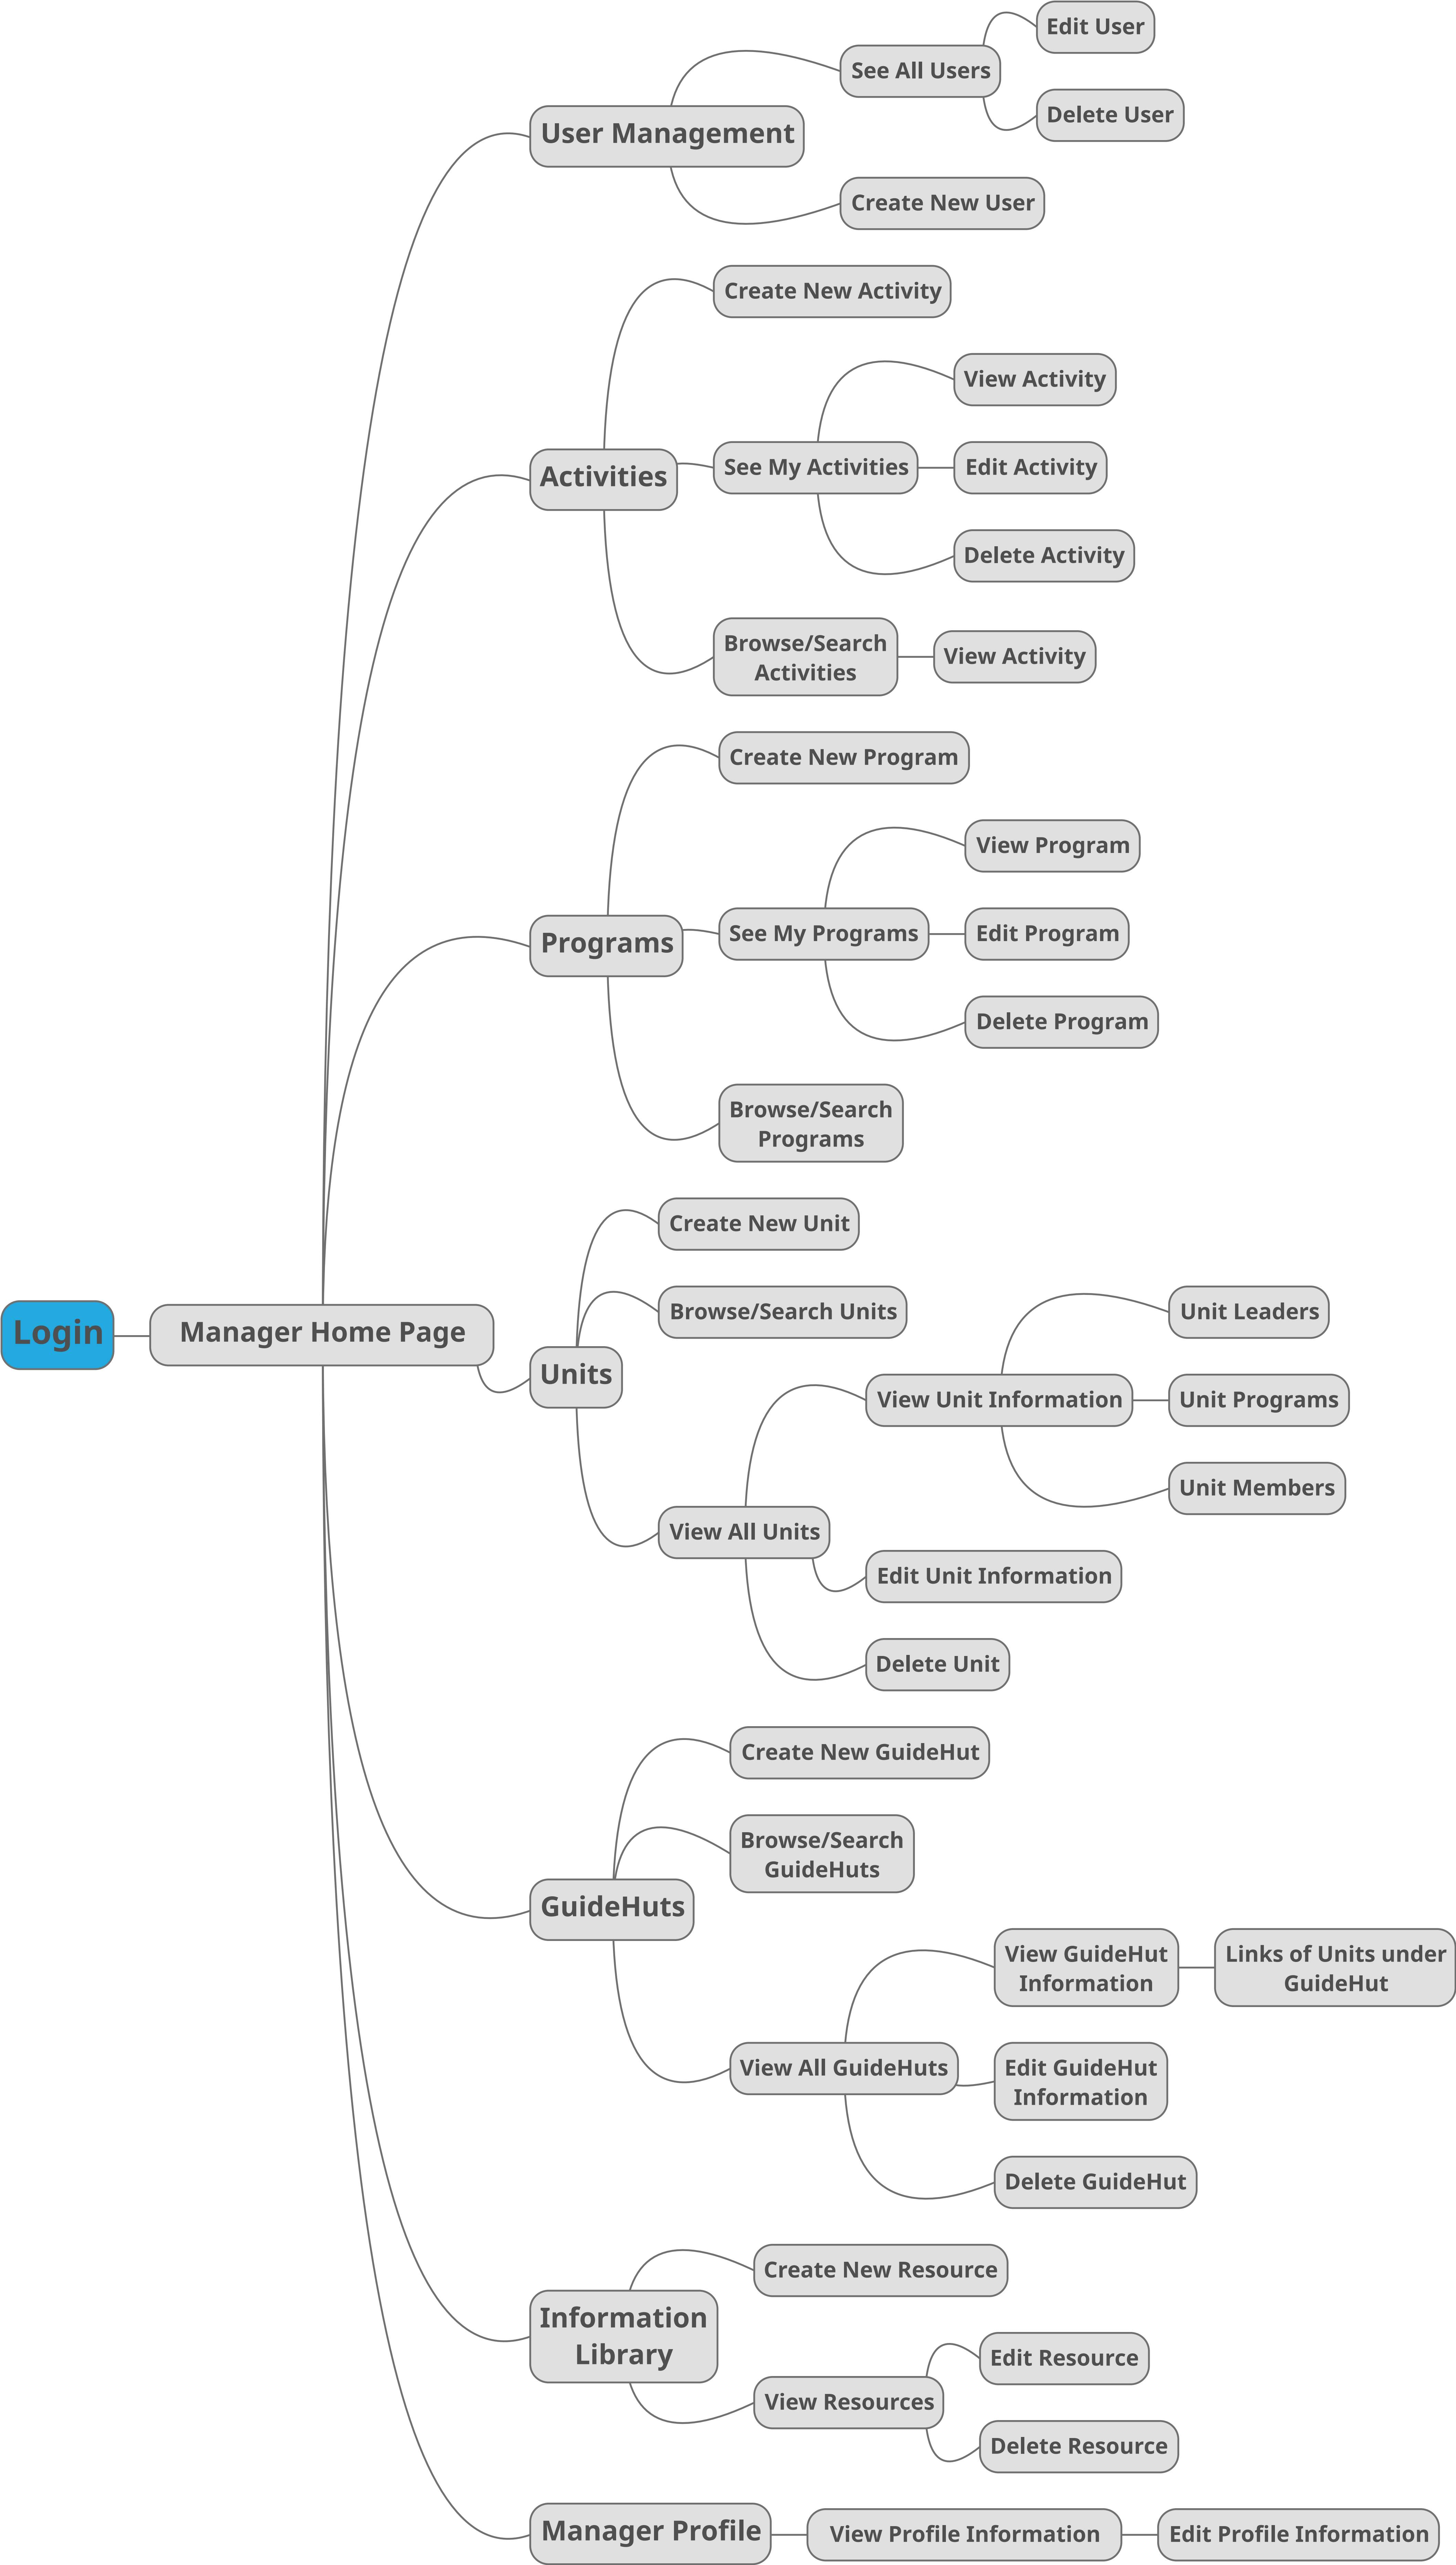 Edit User
See All Users
Delete User
User Management
Create New User
Create New Activity
View Activity
Activities
See My Activities
Edit Activity
Delete Activity
Browse/Search
Activities
View Activity
Create New Program
View Program
Programs
See My Programs
Edit Program
Delete Program
Browse/Search
Programs
Create New Unit
Browse/Search Units
Unit Leaders
Login
Manager Home Page
Units
View Unit Information
Unit Programs
Unit Members
View All Units
Edit Unit Information
Delete Unit
Create New GuideHut
Browse/Search
GuideHuts
GuideHuts
View GuideHut
Information
Links of Units under
GuideHut
View All GuideHuts
Edit GuideHut
Information
Delete GuideHut
Create New Resource
Information
Library
Edit Resource
View Resources
Delete Resource
Manager Profile
View Profile Information
Edit Profile Information